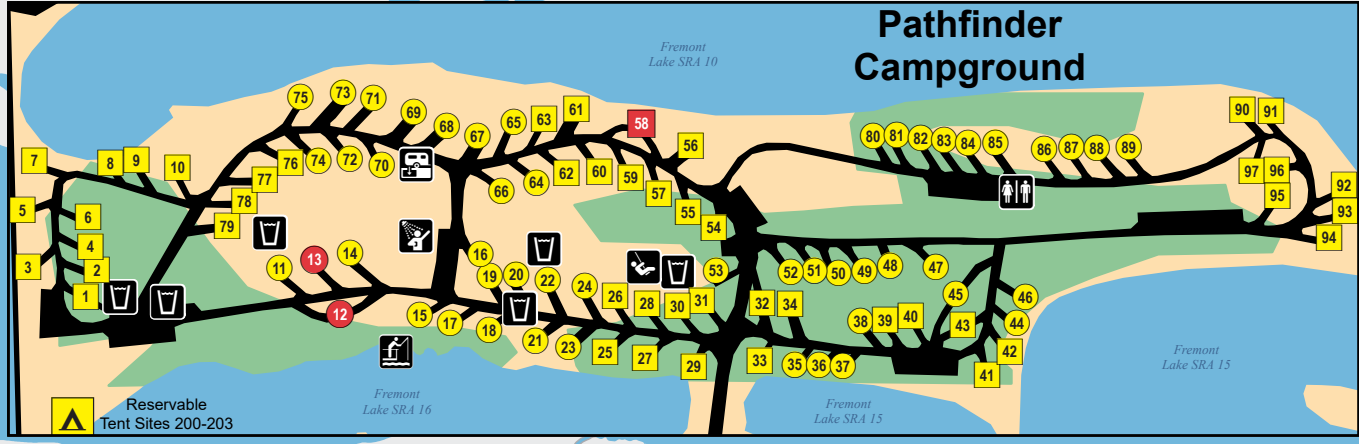 Pathfinder
Campground
Fremont
Lake SRA 10
75 73 71 69 68 67 65 63 61 58 56
80 81 82 83 84 85 86 87 88 89 90 91
7 8 9 10 76 74 72 70 66 64 62 60 59 57 55 54
97 96 95 92 93 94
77 78 79
5 6 4 3 2 1
11 13 14 12
16 19 20 22 24 26 28 30 31 53
52 51 50 49 48 47
15 17 18 21 23 25 27 29
32 34 33 35 36 37 38 39 40
45 43 46 44 42 41
Fremont
Lake SRA 16
Fremont
Lake SRA 15
Fremont
Lake SRA 15
Reservable
Tent Sites 200-203